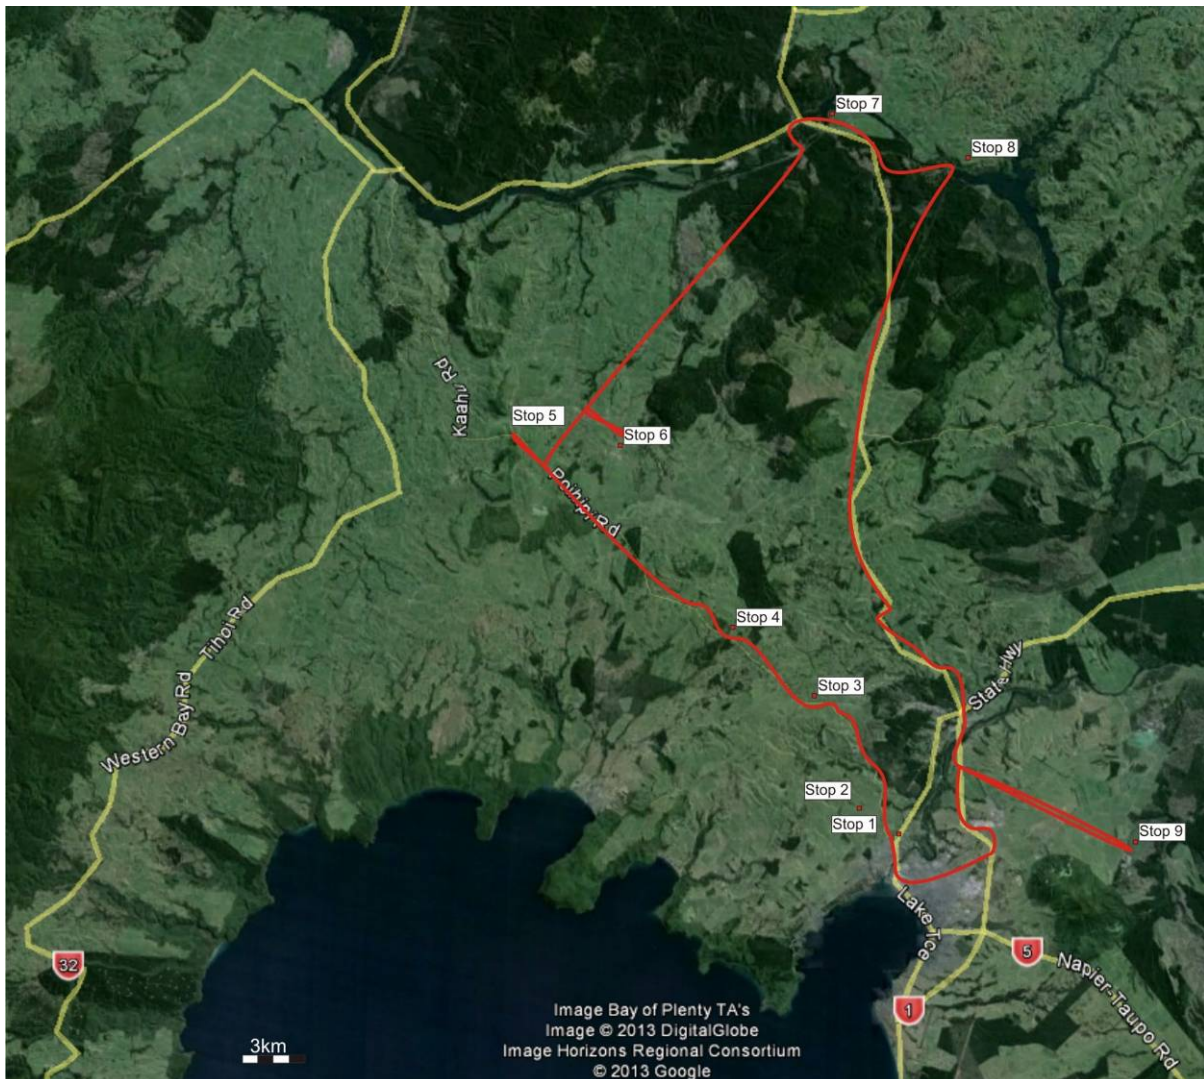 Stop 7
Stop 8
Kaahu Rd
Stop 5
Stop 6
Poihipi Rd
Stop 4
Tihoi Rd
State Hwy
Stop 3
Western Bay Rd
Stop 2
Stop 1
Stop 9
Lake Tce
32
5
Napier-Taupo Rd
1
Image Bay of Plenty TA's
Image © 2013 DigitalGlobe
3km
Image Horizons Regional Consortium
© 2013 Google